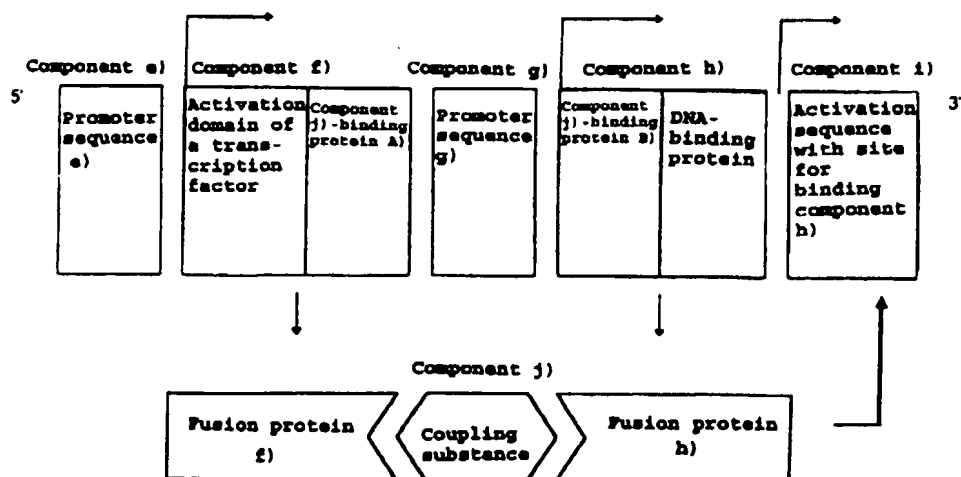 Component e)
Component f)
Component g)
Component h)
Component i)
5'
3'
Promoter
sequence
e)
Activation
domain of
a trans-
cription
factor
Component
j)-binding
protein A)
Promoter
sequence
g)
Component
j)-binding
protein B)
DNA-
binding
protein
Activation
sequence
with site
for
binding
component
h)
Component j)
Fusion protein
f)
Coupling
substance
Fusion protein
h)